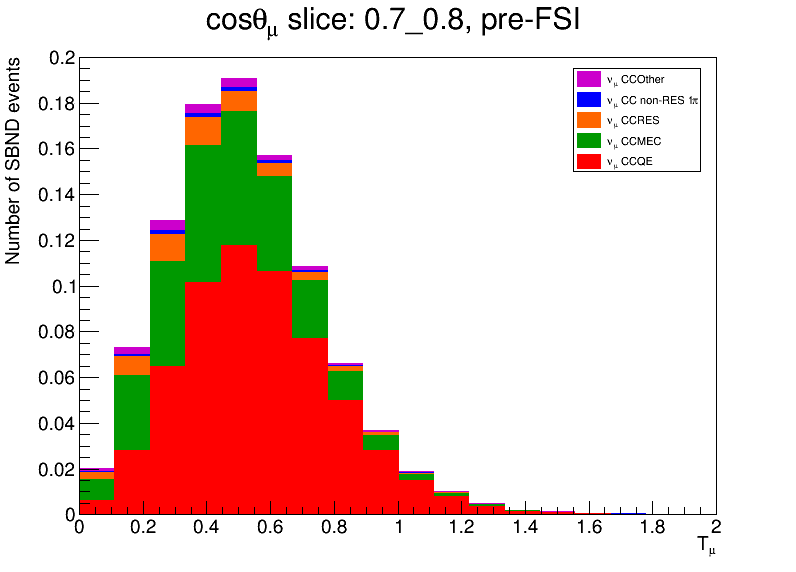 cosθμ slice: 0.7_0.8, pre-FSI
Number of SBND events
0.2
0.18
0.16
0.14
0.12
0.1
0.08
0.06
0.04
0.02
0
νμ CCOther
νμ CC non-RES 1π
νμ CCRES
νμ CCMEC
νμ CCQE
0 0.2 0.4 0.6 0.8 1 1.2 1.4 1.6 1.8 2
Tμ